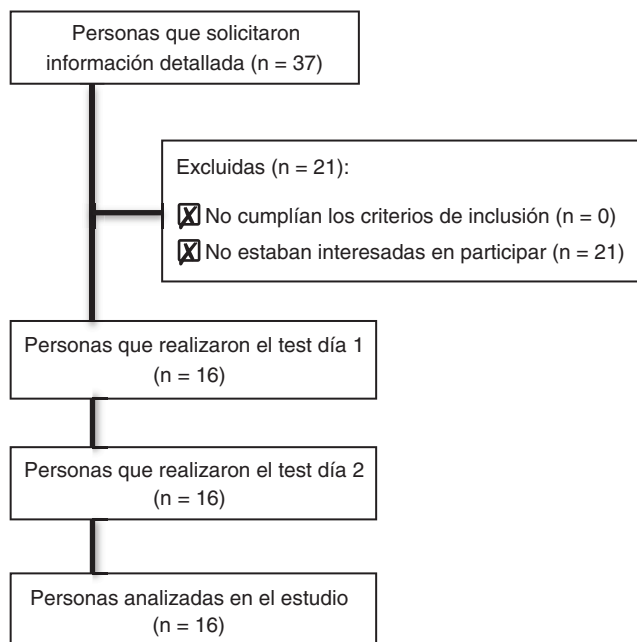 Personas que solicitaron
información detallada (n = 37)
Excluidas (n = 21):
No cumplían los criterios de inclusión (n = 0)
No estaban interesadas en participar (n = 21)
Personas que realizaron el test día 1
(n = 16)
Personas que realizaron el test día 2
(n = 16)
Personas analizadas en el estudio
(n = 16)